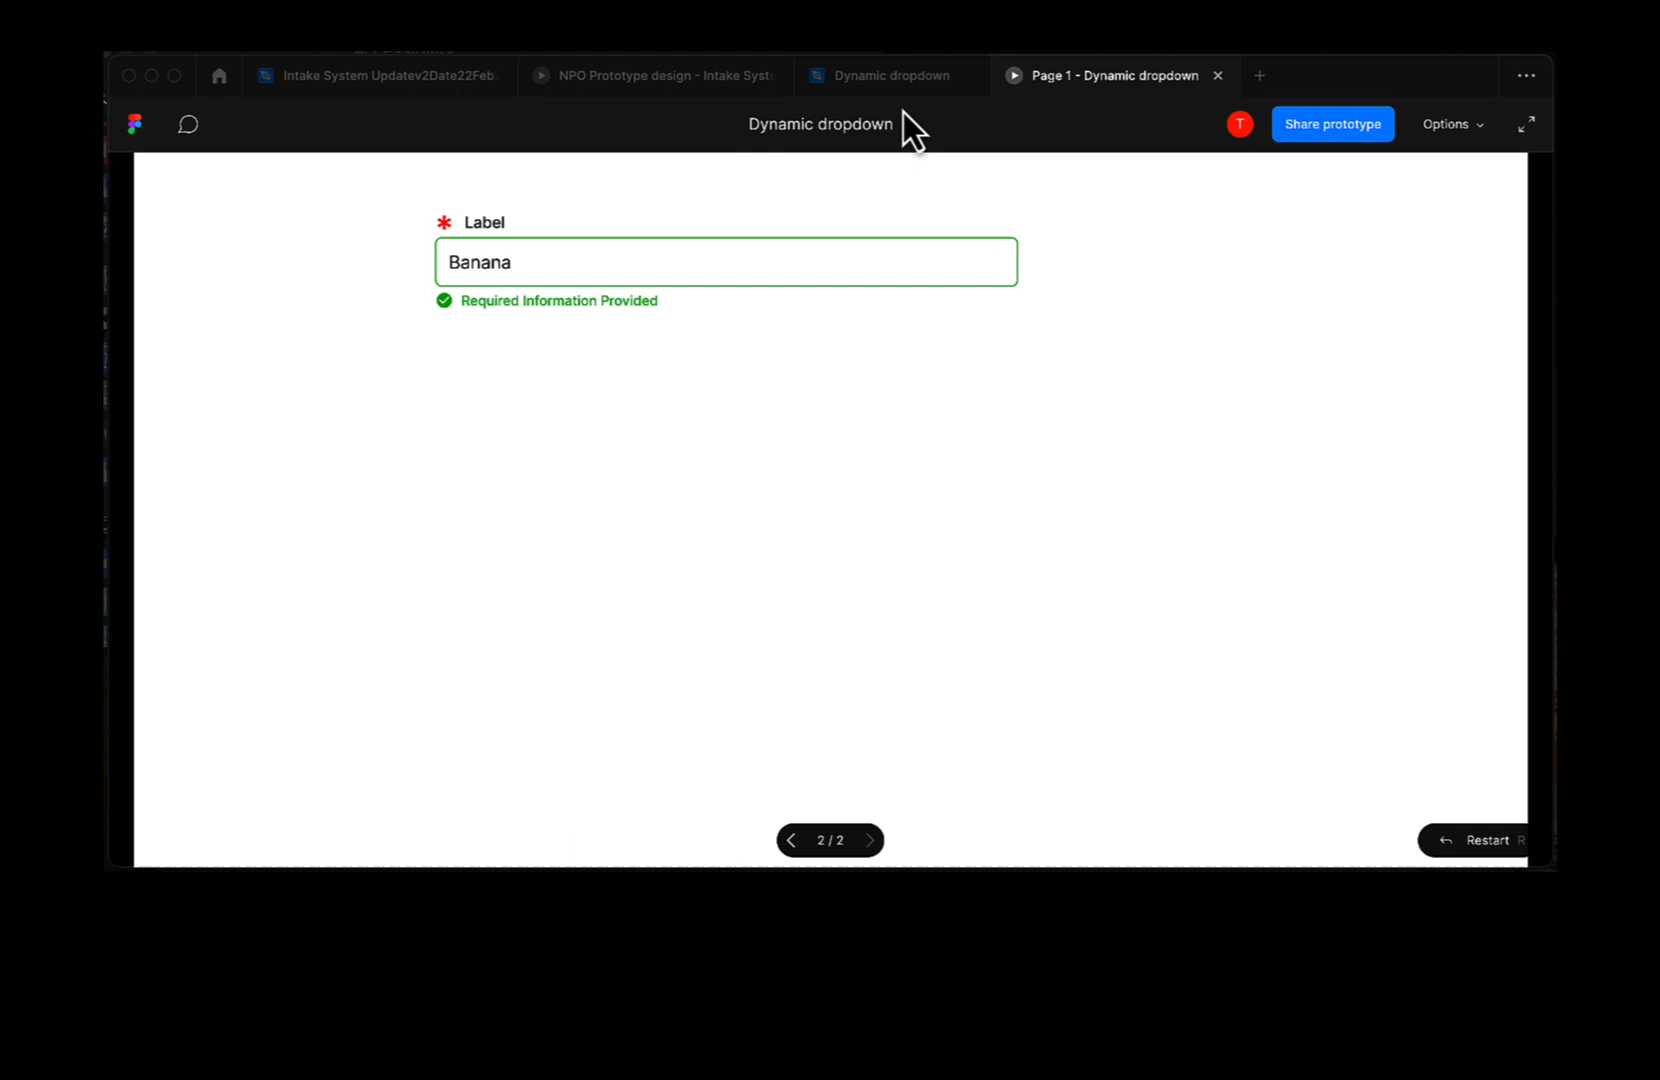 Intake System Updatev2Date22Feb
NPO Prototype design - Intake Syst
Dynamic dropdown
Page 1 - Dynamic dropdown
Dynamic dropdown
T
Share prototype
Options
* Label
Banana
Required Information Provided
2 / 2
Restart R